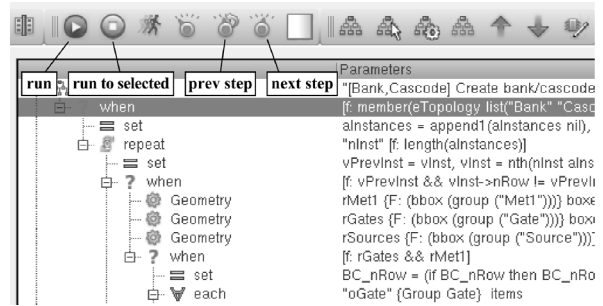 Parameters
run
run to selected
prev step
next step
"[Bank,Cascode] Create bank/cascode
when [f: member(eTopology list("Bank" "Casc
set aInstances = append1(aInstances nil),
repeat "nInst" [f: length(aInstances)]
set vPrevInst = vInst, vInst = nth(nInst aIns
when [f: vPrevInst && vInst->nRow != vPrevIn
Geometry rMet1 {F: (bbox (group ("Met1")))} boxe
Geometry rGates {F: (bbox (group ("Gate")))} boxe
Geometry rSources {F: (bbox (group ("Source")))}
when [f: rGates && rMet1]
set BC_nRow = (if BC_nRow then BC_nRo
each "oGate" {Group Gate} items